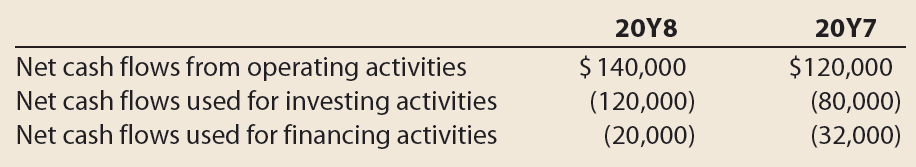 20Y8 20Y7
Net cash flows from operating activities $ 140,000 $120,000
Net cash flows used for investing activities (120,000) (80,000)
Net cash flows used for financing activities (20,000) (32,000)